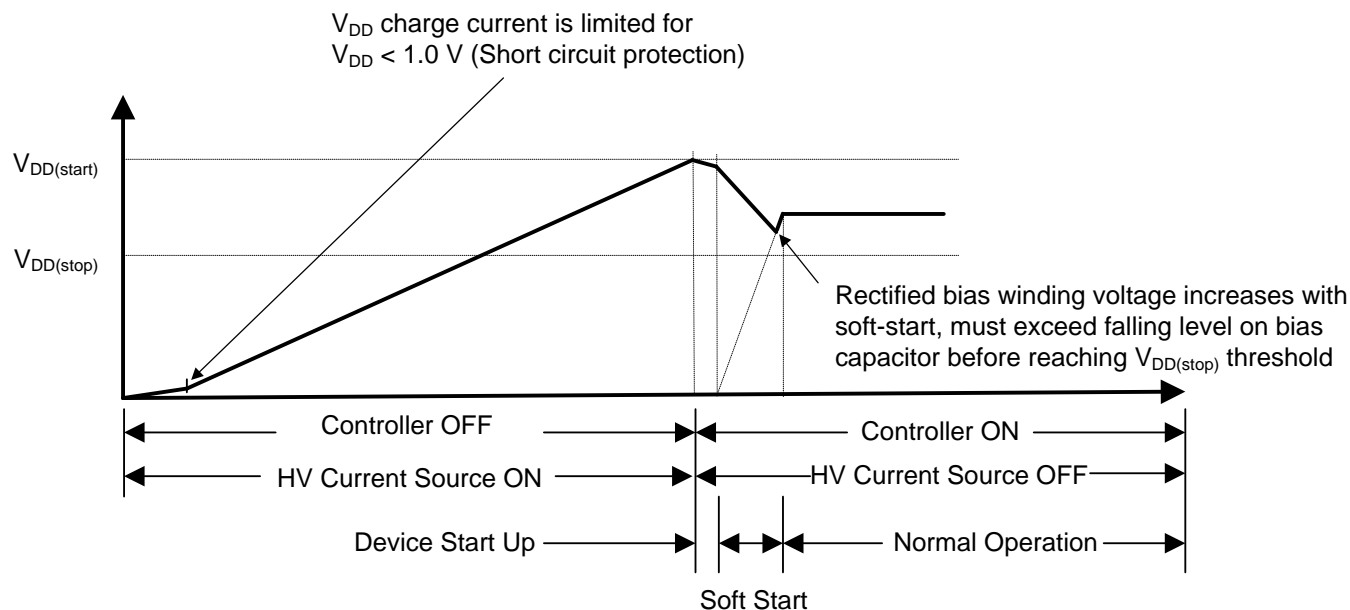 VDD charge current is limited for
VDD < 1.0 V (Short circuit protection)
VDD(start)
VDD(stop)
Rectified bias winding voltage increases with
soft-start, must exceed falling level on bias
capacitor before reaching VDD(stop) threshold
Controller OFF
Controller ON
HV Current Source ON
HV Current Source OFF
Device Start Up
Normal Operation
Soft Start